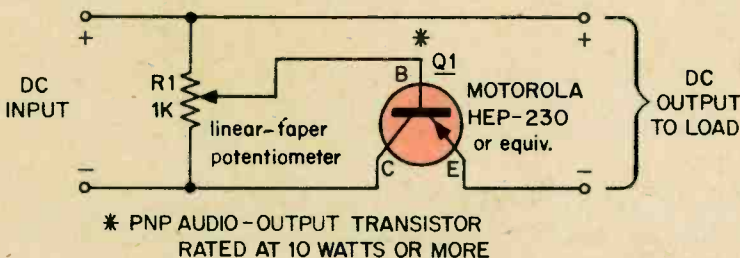 +
+
*
Q1
B
DC
INPUT
R1
1K
MOTOROLA
HEP-230
or equiv.
DC
OUTPUT
TO LOAD
linear-taper
potentiometer
C
E
−
−
* PNP AUDIO-OUTPUT TRANSISTOR
RATED AT 10 WATTS OR MORE